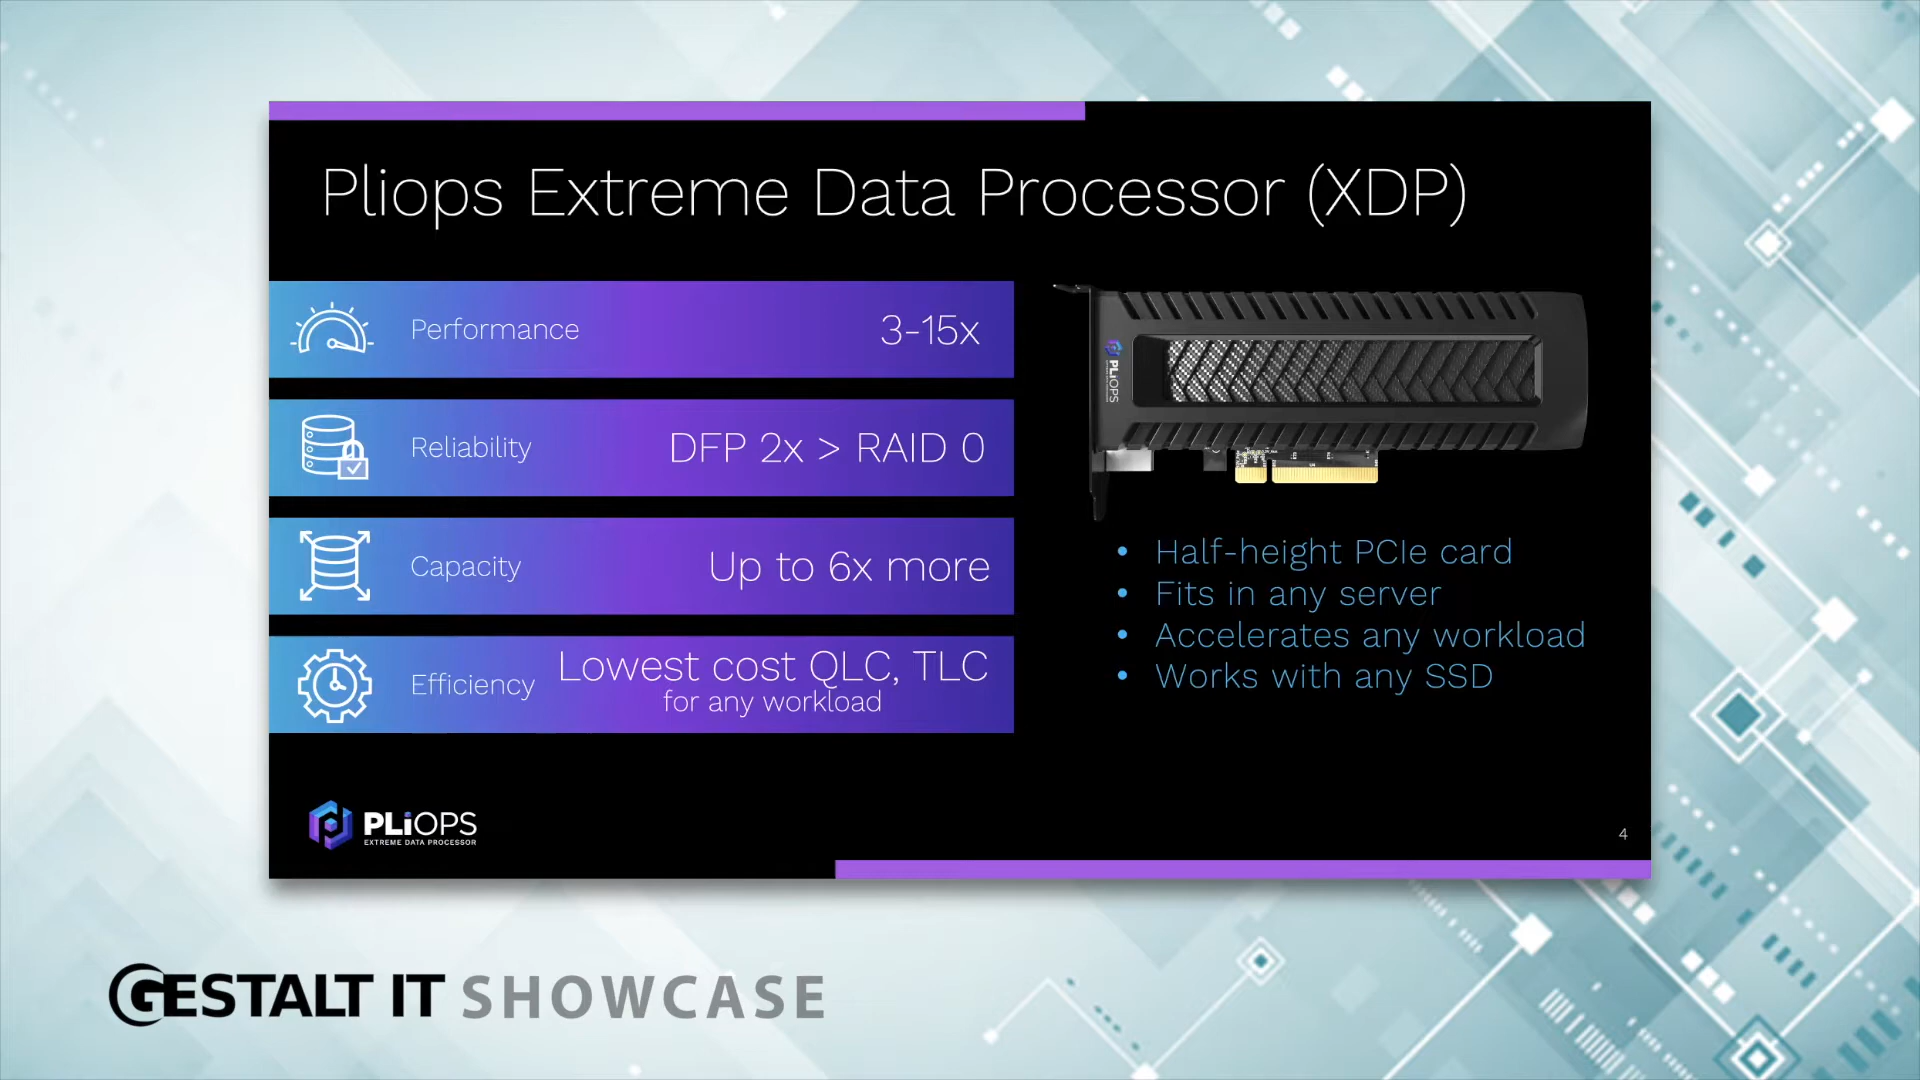 Pliops Extreme Data Processor (XDP)
Performance 3-15x
Reliability DFP 2x > RAID 0
Capacity Up to 6x more
Efficiency Lowest cost QLC, TLC
for any workload
PLiOPS
• Half-height PCIe card
• Fits in any server
• Accelerates any workload
• Works with any SSD
PLiOPS
EXTREME DATA PROCESSOR
4
GESTALT IT SHOWCASE